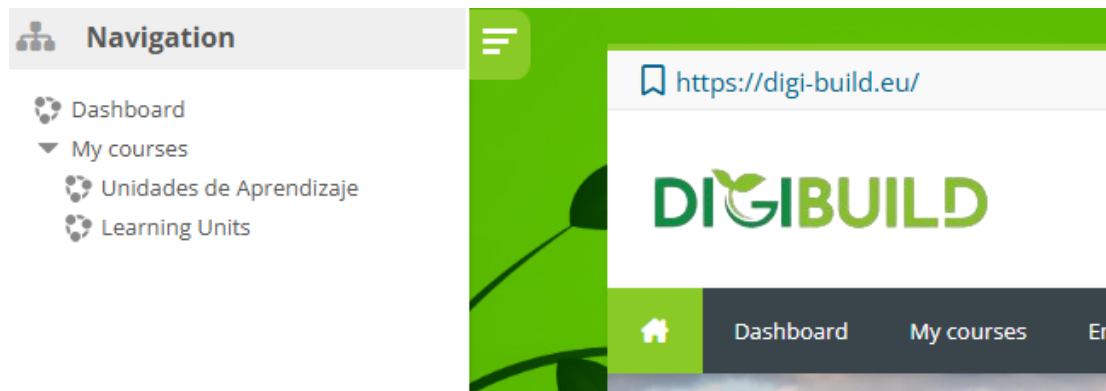 Navigation
Dashboard
My courses
Unidades de Aprendizaje
Learning Units
https://digi-build.eu/
DIGIBUILD
Dashboard My courses